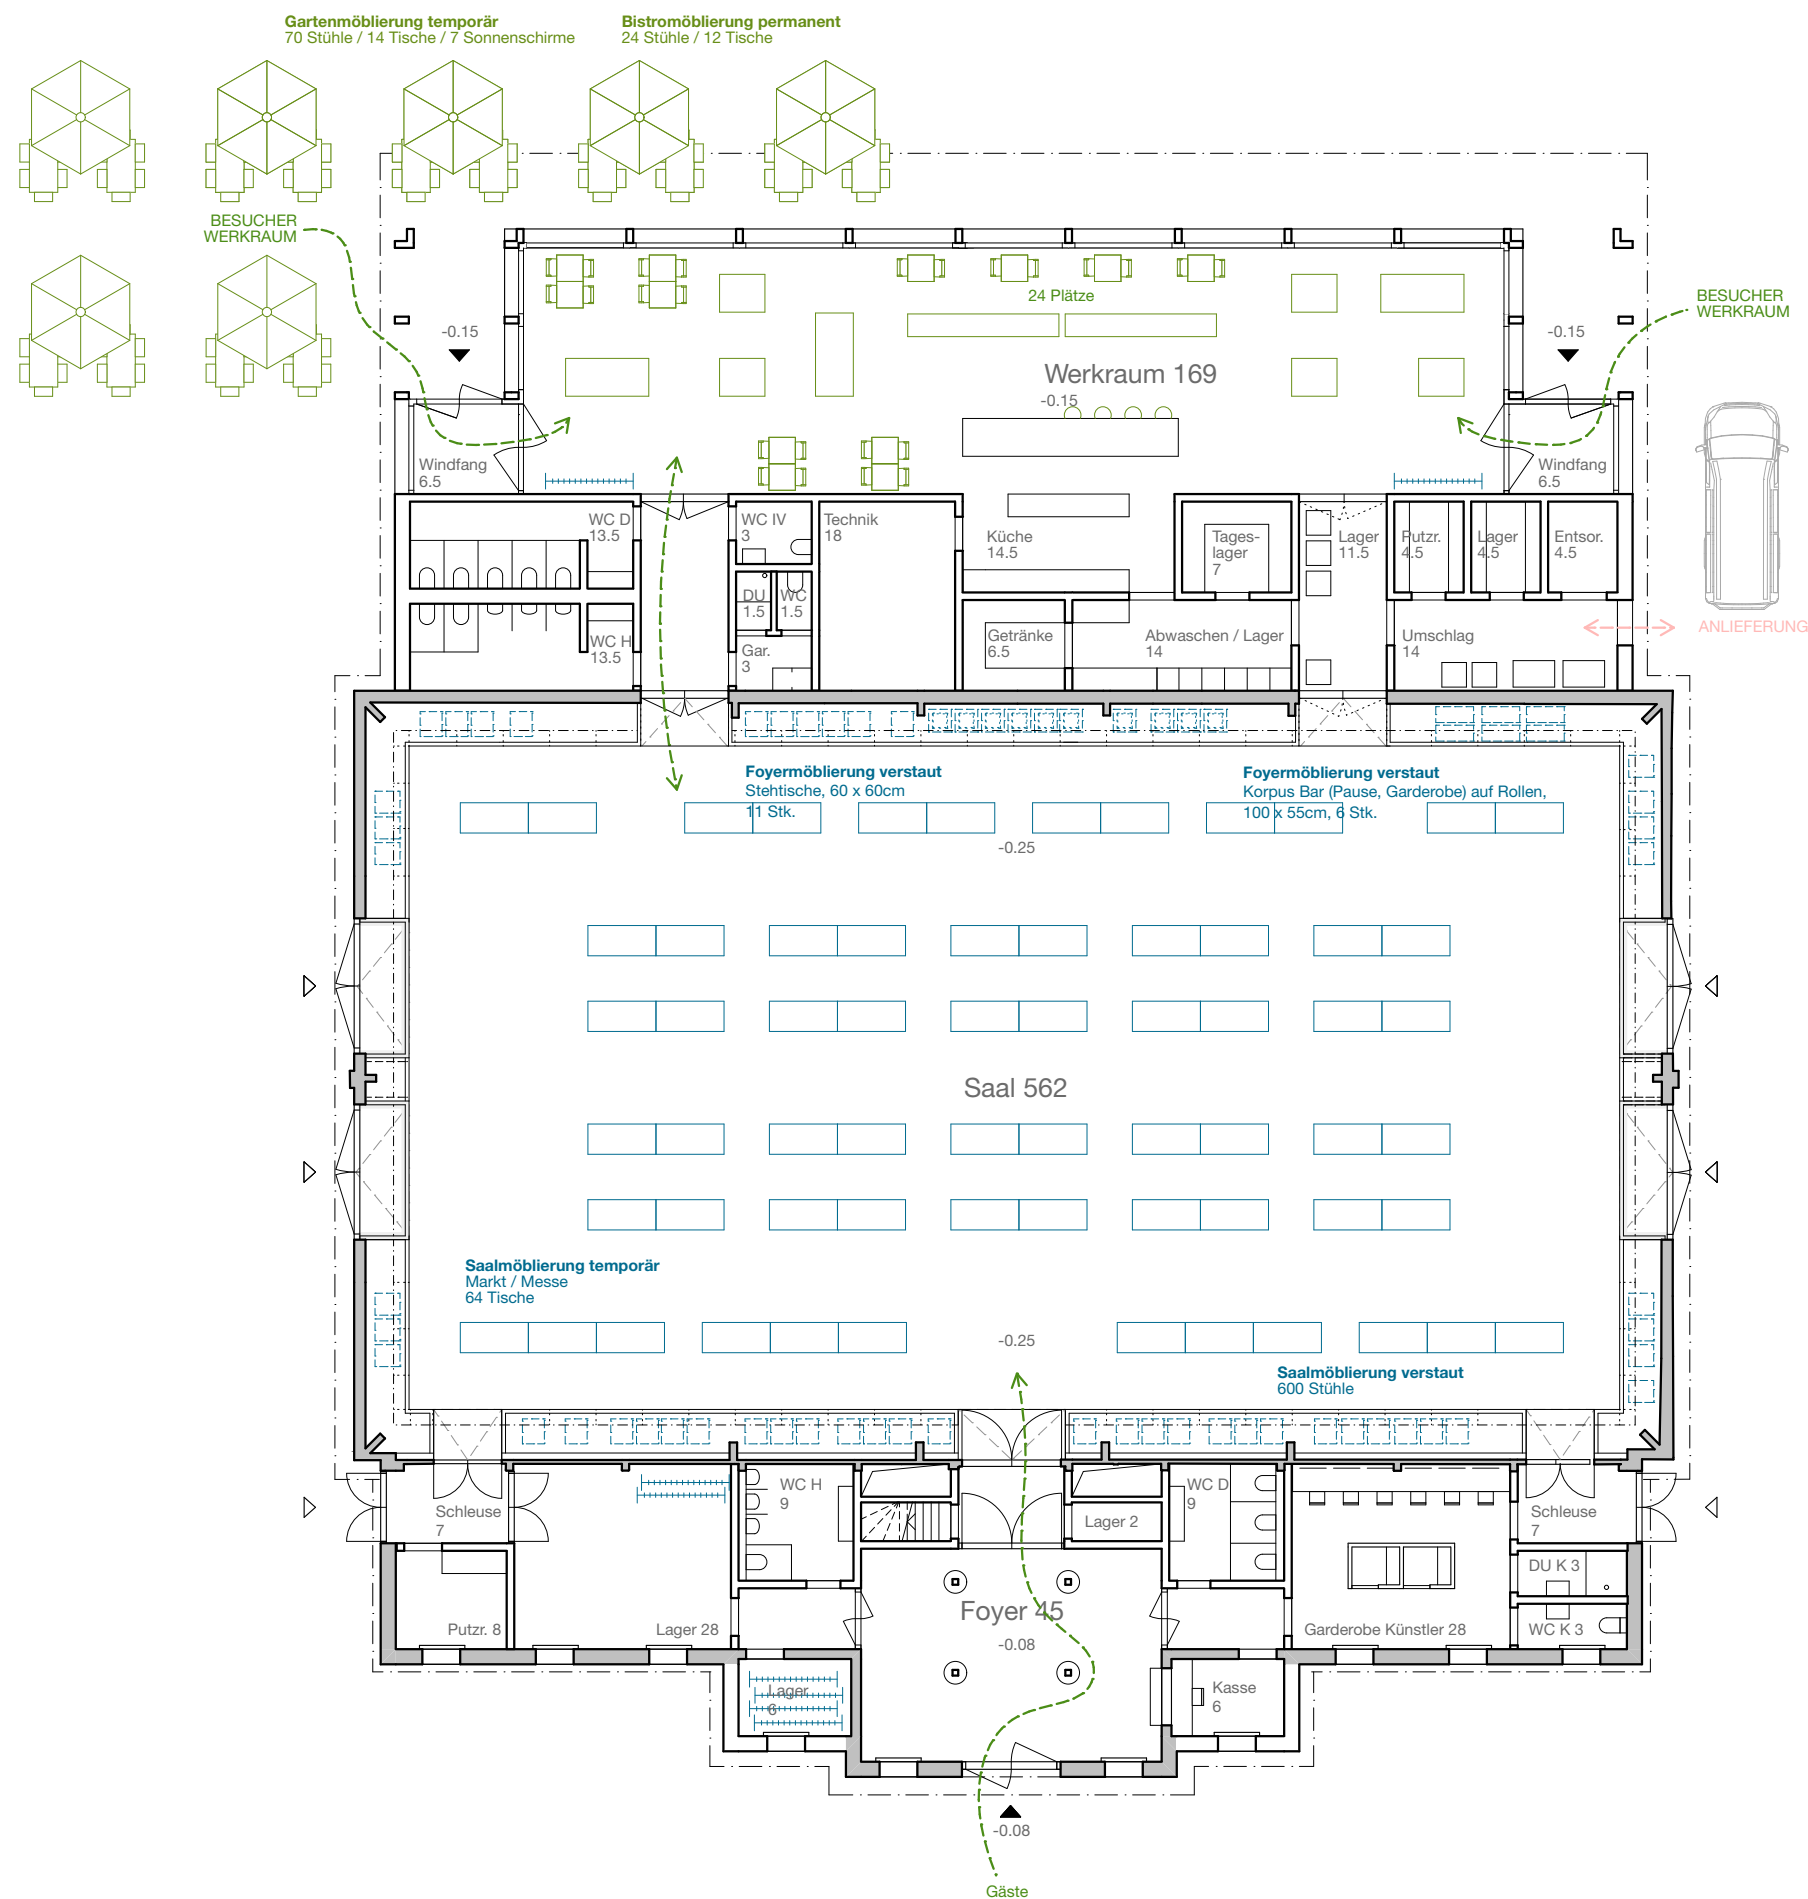 Gartenmöblierung temporär
70 Stühle / 14 Tische / 7 Sonnenschirme
Bistromöblierung permanent
24 Stühle / 12 Tische
BESUCHER
WERKRAUM
-0.15
24 Plätze
-0.15
BESUCHER
WERKRAUM
Werkraum 169
-0.15
Windfang
6.5
Windfang
6.5
WC D
13.5
WC IV
3
Technik
18
Küche
14.5
Tages-
lager
7
Lager
11.5
Putzr.
4.5
Lager
4.5
Entsor.
4.5
DU
1.5
WC
1.5
WC H
13.5
Gar.
3
Getränke
6.5
Abwaschen / Lager
14
Umschlag
14
ANLIEFERUNG
Foyermöblierung verstaut
Stehtische, 60 x 60cm
11 Stk.
Foyermöblierung verstaut
Korpus Bar (Pause, Garderobe) auf Rollen,
100 x 55cm, 6 Stk.
-0.25
Saal 562
Saalmöblierung temporär
Markt / Messe
64 Tische
-0.25
Saalmöblierung verstaut
600 Stühle
Schleuse
7
WC H
9
Lager 2
WC D
9
Schleuse
7
DU K 3
Putzr. 8
Lager 28
Foyer 45
-0.08
Garderobe Künstler 28
WC K 3
Lager
6
Kasse
6
-0.08
Gäste